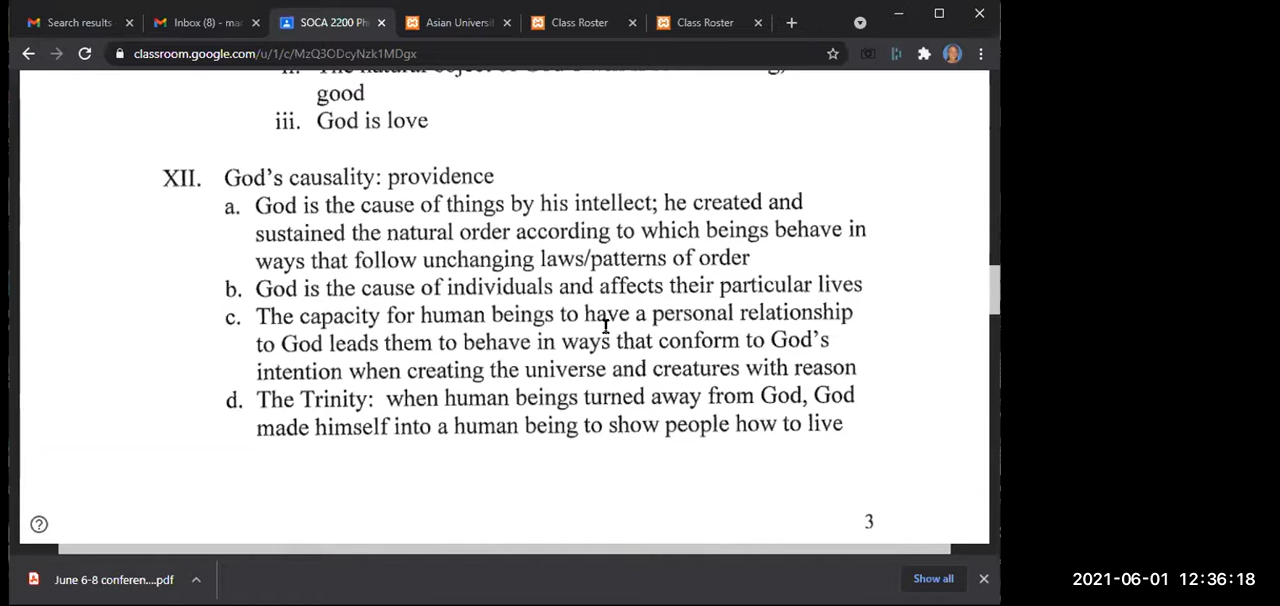 Search results
Inbox (8) - ma
SOCA 2200 Ph
Asian Universit
Class Roster
Class Roster
classroom.google.com/u/1/c/MzQ3ODcyNzk1MDgx
good
iii. God is love
XII. God's causality: providence
a. God is the cause of things by his intellect; he created and
sustained the natural order according to which beings behave in
ways that follow unchanging laws/patterns of order
b. God is the cause of individuals and affects their particular lives
c. The capacity for human beings to have a personal relationship
to God leads them to behave in ways that conform to God's
intention when creating the universe and creatures with reason
d. The Trinity: when human beings turned away from God, God
made himself into a human being to show people how to live
3
June 6-8 conferen....pdf
Show all
2021-06-01 12:36:18